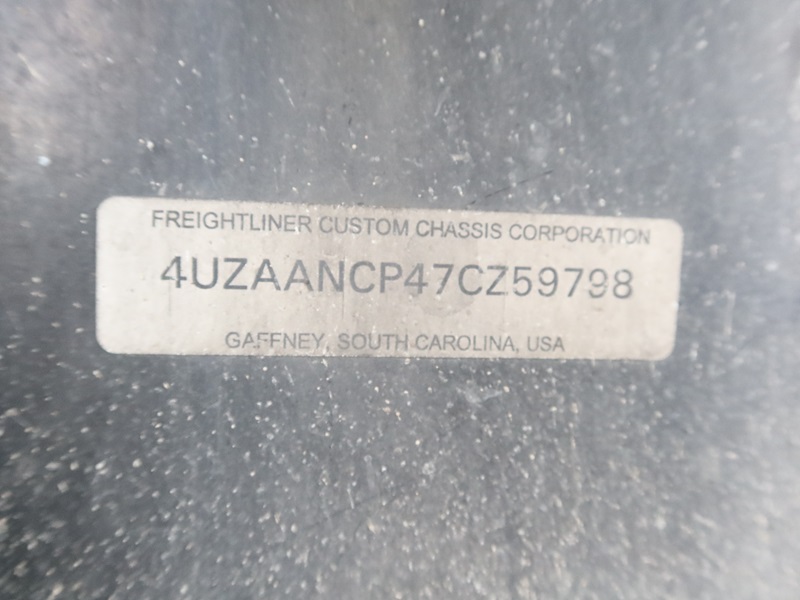 FREIGHTLINER CUSTOM CHASSIS CORPORATION
4UZAANCP47CZ59798
GAFFNEY, SOUTH CAROLINA, USA